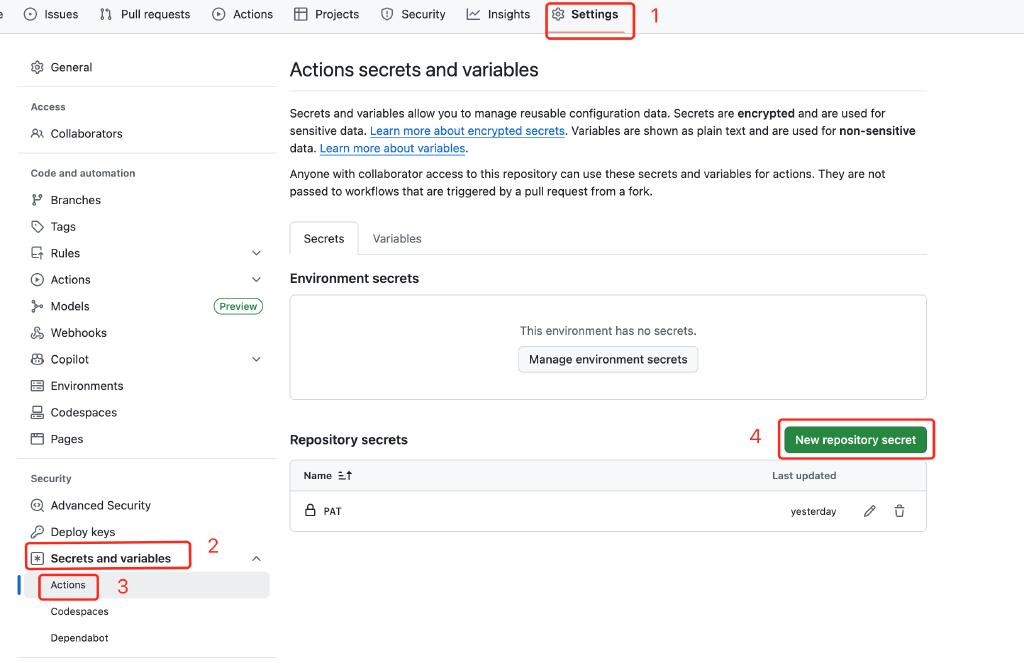 Issues
Pull requests
Actions
Projects
Security
Insights
Settings
1
General
Access
Collaborators
Code and automation
Branches
Tags
Rules
Actions
Models
Preview
Webhooks
Copilot
Environments
Codespaces
Pages
Security
Advanced Security
Deploy keys
Secrets and variables
2
Actions
3
Codespaces
Dependabot
Actions secrets and variables
Secrets and variables allow you to manage reusable configuration data. Secrets are encrypted and are used for
sensitive data. Learn more about encrypted secrets. Variables are shown as plain text and are used for non-sensitive
data. Learn more about variables.
Anyone with collaborator access to this repository can use these secrets and variables for actions. They are not
passed to workflows that are triggered by a pull request from a fork.
Secrets
Variables
Environment secrets
This environment has no secrets.
Manage environment secrets
Repository secrets
4
New repository secret
Name
Last updated
PAT
yesterday